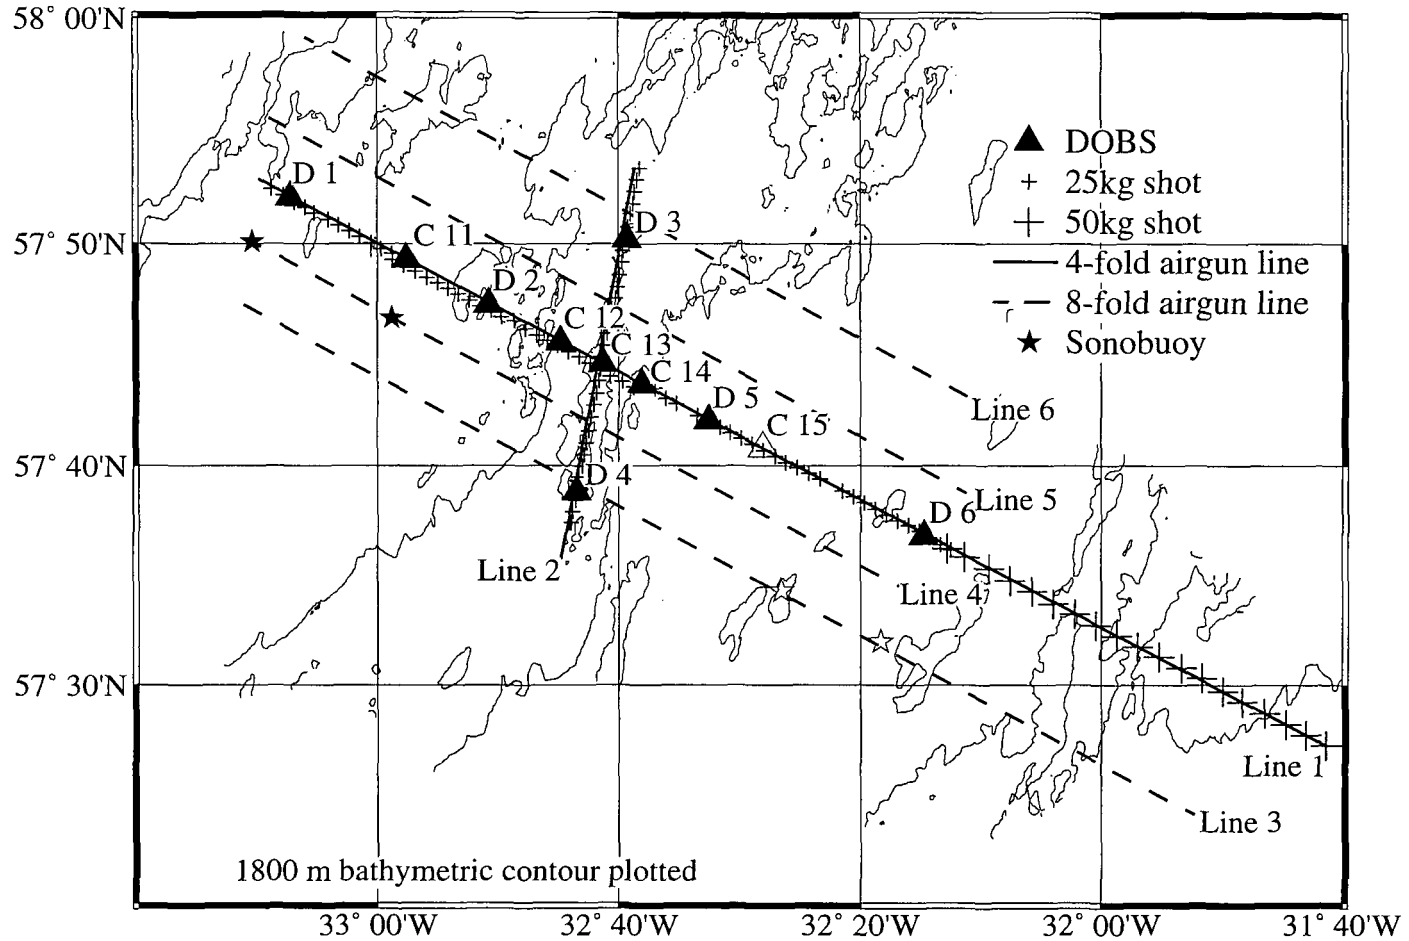 58° 00'N
57° 50'N
57° 40'N
57° 30'N
DOBS
25kg shot
50kg shot
4-fold airgun line
8-fold airgun line
Sonobuoy
D 1
C 11
D 2
D 3
C 12
C 13
C 14
D 5
C 15
D 4
D 6
Line 6
Line 5
Line 2
Line 4
Line 1
Line 3
1800 m bathymetric contour plotted
33° 00'W
32° 40'W
32° 20'W
32° 00'W
31° 40'W